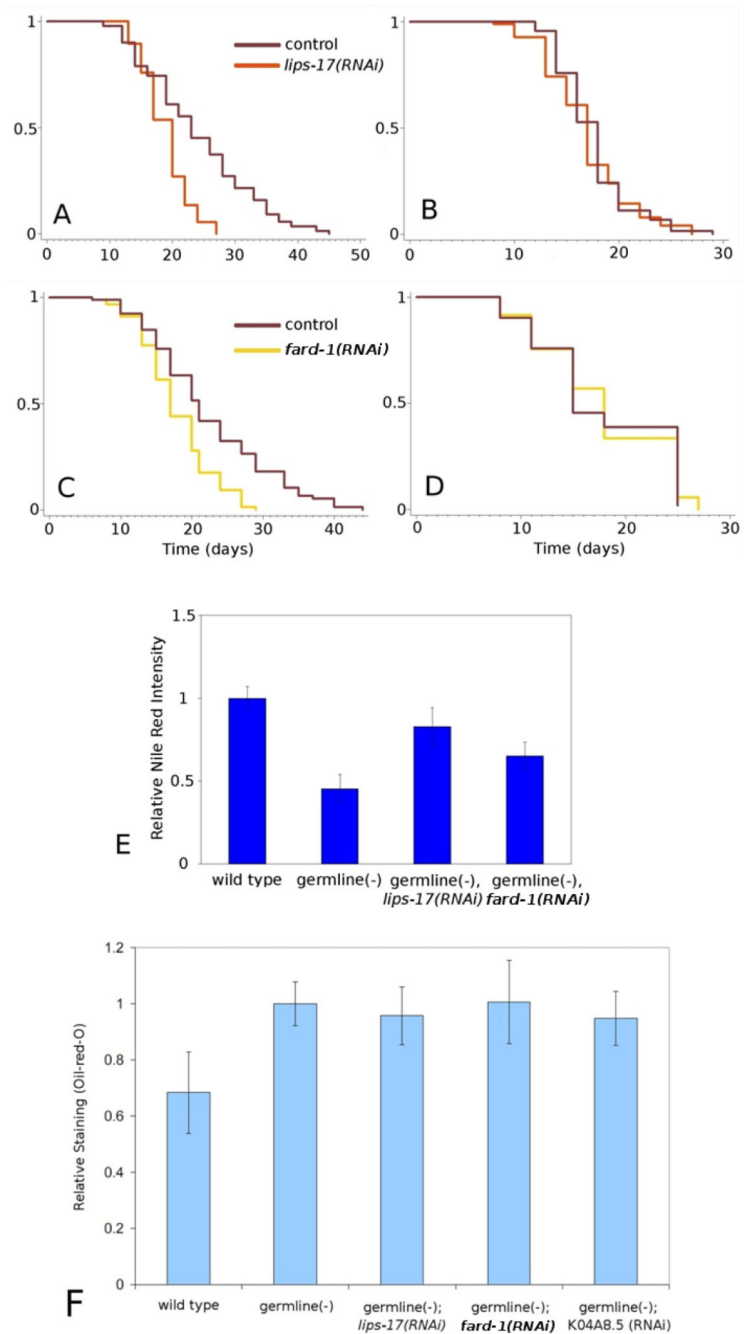 1
0.5
0
control
lips-17(RNAi)
A
0 10 20 30 40 50
1
0.5
0
B
0 10 20 30
1
0.5
0
control
fard-1(RNAi)
C
0 10 20 30 40
Time (days)
1
0.5
0
D
0 10 20 30
Time (days)
1.5
1
0.5
0
Relative Nile Red Intensity
E
wild type
germline(-)
germline(-),
lips-17(RNAi)
germline(-),
fard-1(RNAi)
1.2
1
0.8
0.6
0.4
0.2
0
Relative Staining (Oil-red-O)
F
wild type
germline(-)
germline(-);
lips-17(RNAi)
germline(-);
fard-1(RNAi)
germline(-);
K04A8.5 (RNAi)